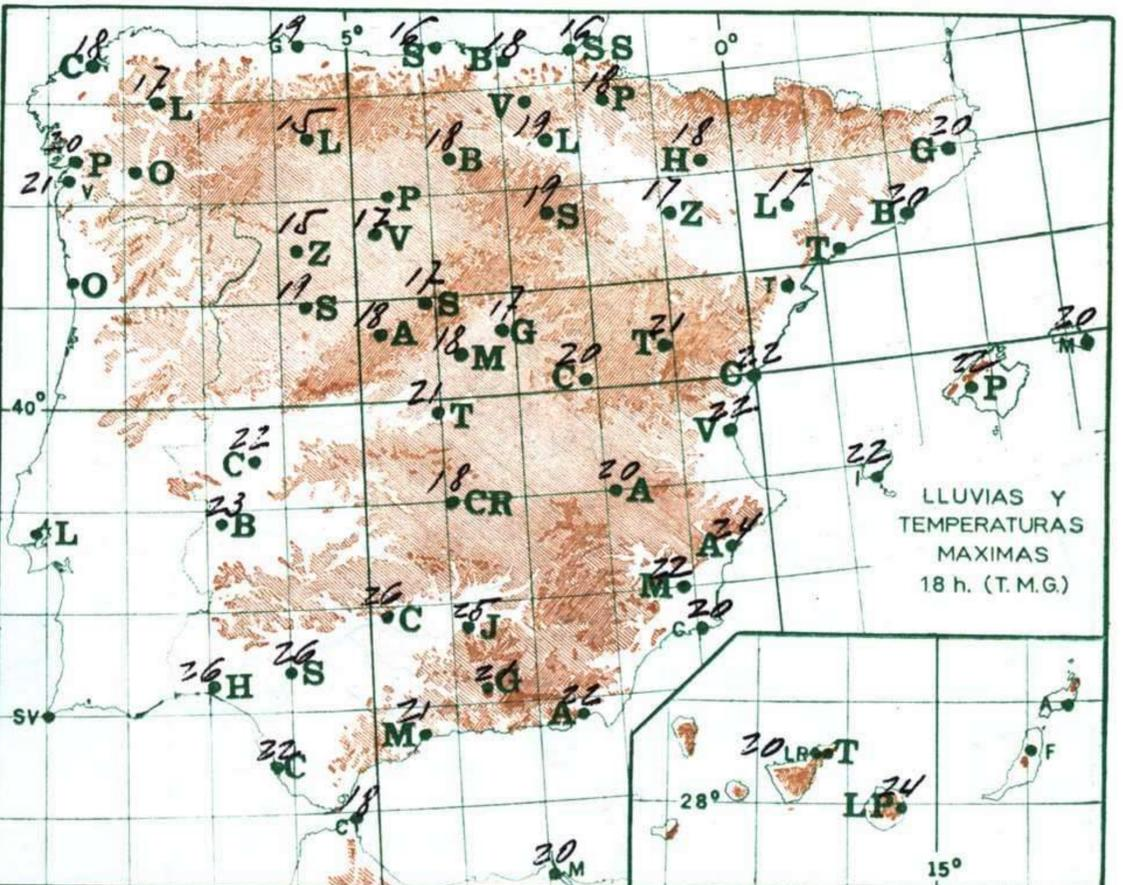 19 5° 16 18 16 0°
18 G S B SS
C
17 18
L V P
15 18 19 18 20
L B L H G
20 P O
21 V
P 19 17 17 20
15 17 V S Z L B
Z T
O
19 17 T
S S
18 17 21 20
A G T M
18 M 20 22 22
C C P
40° 21
T 22
V
22
C 22
I
18 20
CR A
23
B LLUVIAS Y
TEMPERATURAS
L 24 MAXIMAS
A
22 18 h. (T.M.G.)
M
26 25 20
C J C
26 26
H S
26
G
SV 21 22 A
M A
20 LR T F
22
C 24
28° LP
18
C
20
M 15°